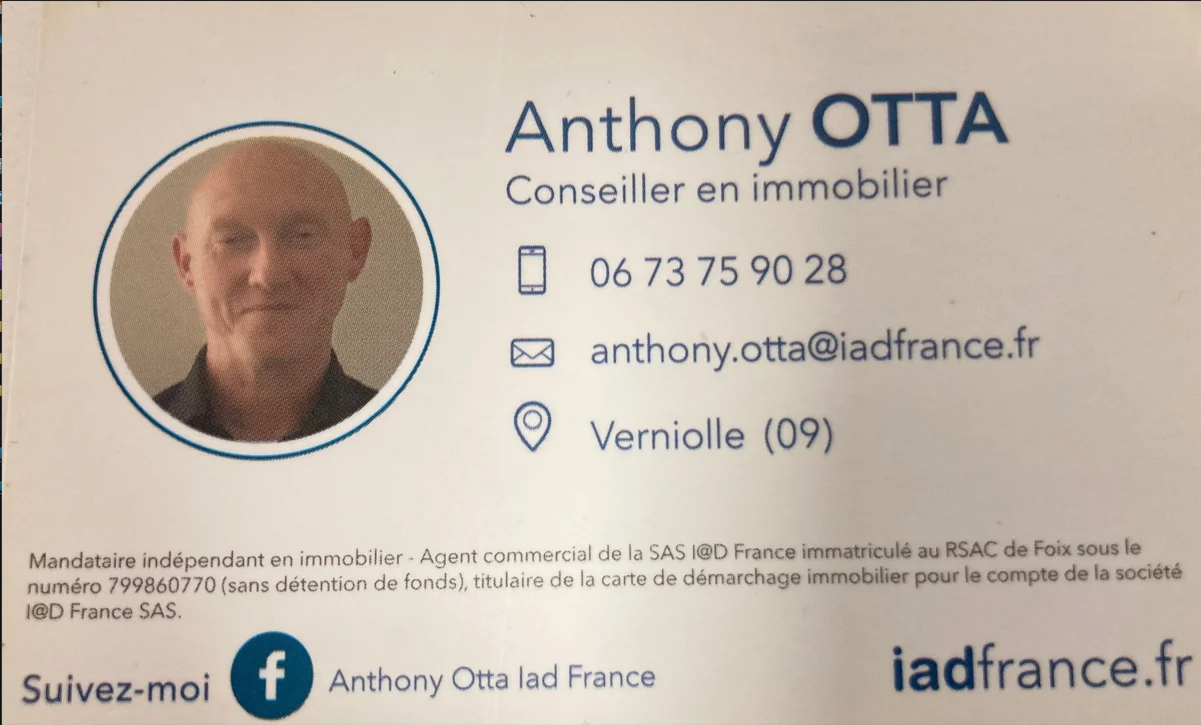 Anthony OTTA
Conseiller en immobilier
06 73 75 90 28
anthony.otta@iadfrance.fr
Verniolle (09)
Mandataire indépendant en immobilier - Agent commercial de la SAS I@D France immatriculé au RSAC de Foix sous le
numéro 799860770 (sans détention de fonds), titulaire de la carte de démarchage immobilier pour le compte de la société
I@D France SAS.
Suivez-moi f Anthony Otta Iad France
iadfrance.fr